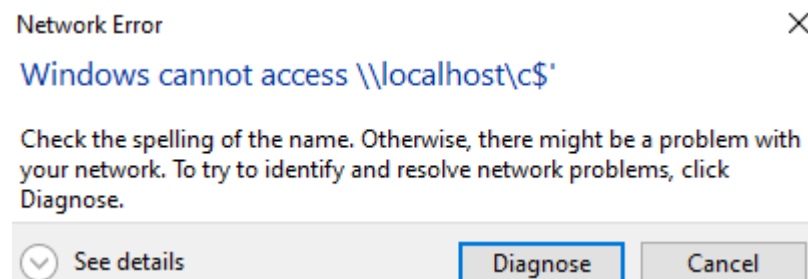 Network Error
Windows cannot access \\localhost\c$'
Check the spelling of the name. Otherwise, there might be a problem with
your network. To try to identify and resolve network problems, click
Diagnose.
See details
Diagnose
Cancel